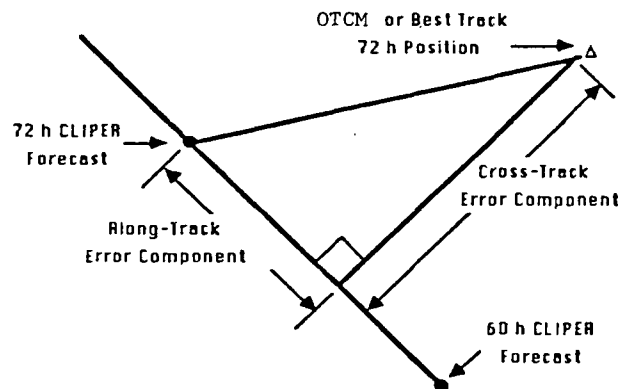 OTCM or Best Track
72 h Position
Δ
72 h CLIPER
Forecast
Cross-Track
Error Component
Along-Track
Error Component
60 h CLIPER
Forecast